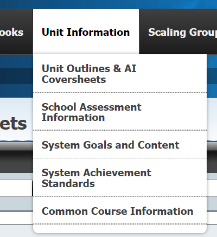 ooks
Unit Information
Scaling Group
Unit Outlines & AI
Coversheets
School Assessment
Information
ets
System Goals and Content
System Achievement
Standards
Common Course Information